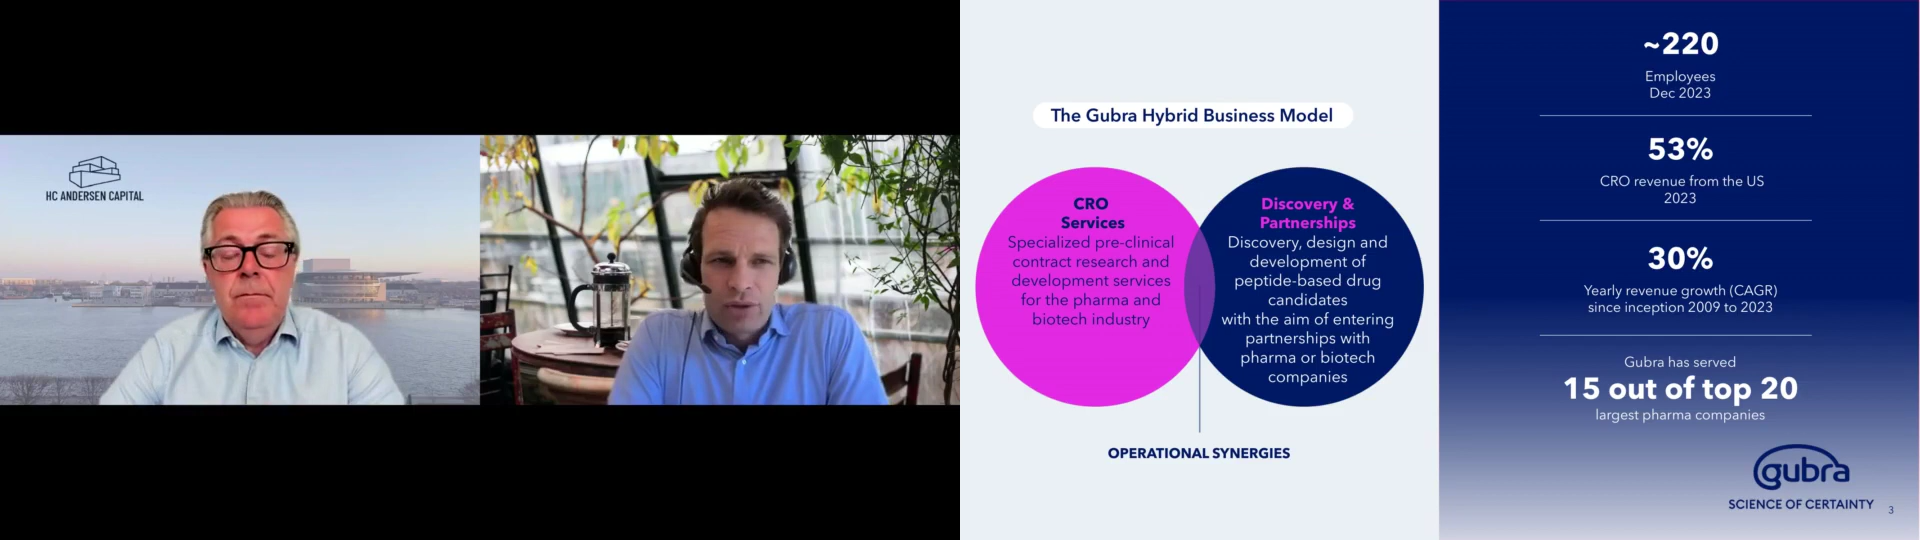 HC ANDERSEN CAPITAL
The Gubra Hybrid Business Model
CRO
Services
Specialized pre-clinical
contract research and
development services
for the pharma and
biotech industry
Discovery &
Partnerships
Discovery, design and
development of
peptide-based drug
candidates
with the aim of entering
partnerships with
pharma or biotech
companies
OPERATIONAL SYNERGIES
~220
Employees
Dec 2023
53%
CRO revenue from the US
2023
30%
Yearly revenue growth (CAGR)
since inception 2009 to 2023
Gubra has served
15 out of top 20
largest pharma companies
gubra
SCIENCE OF CERTAINTY
3